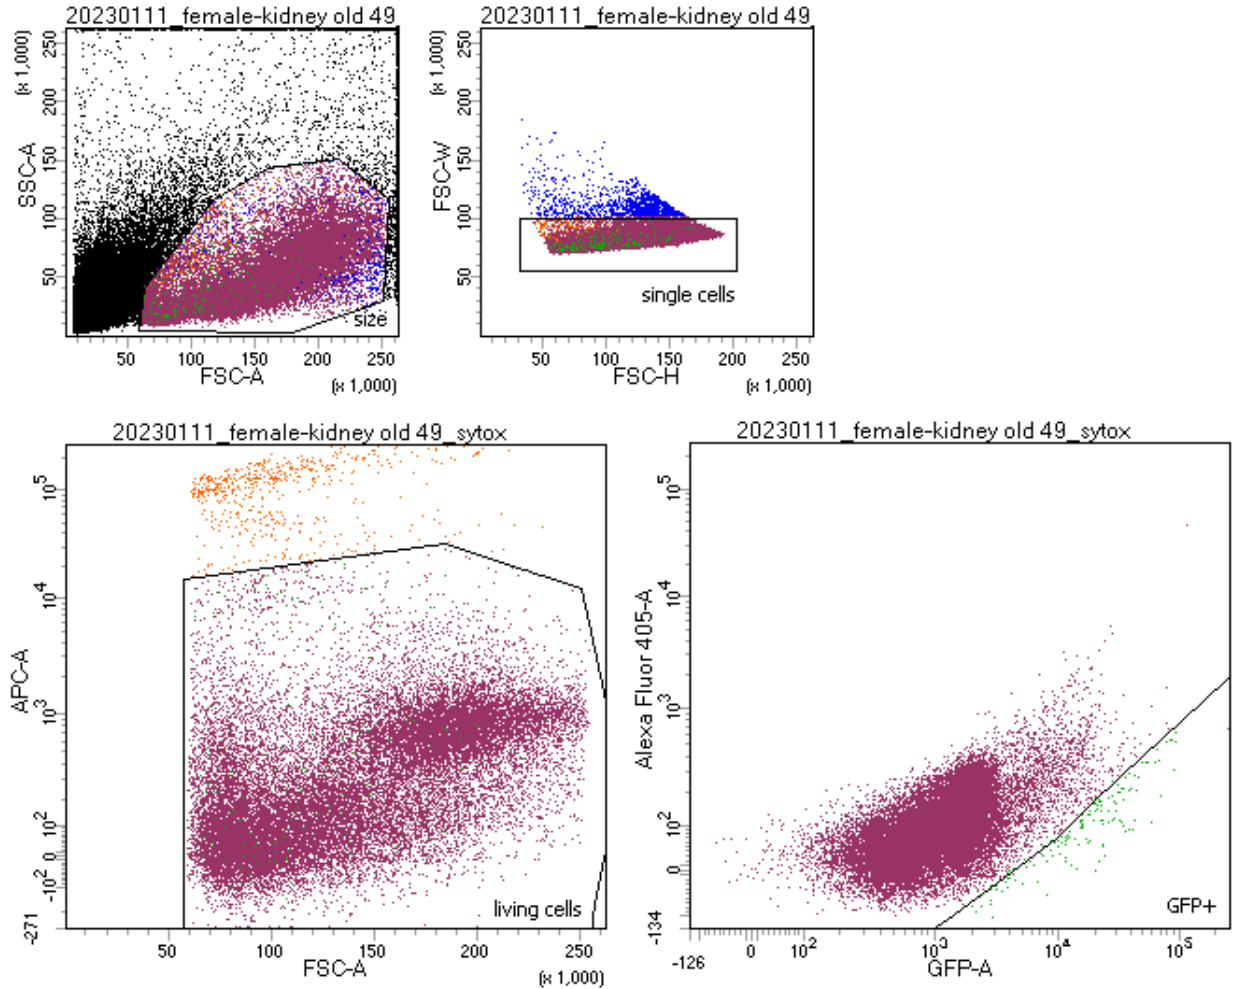 20230111_female-kidney old 49
SSC-A
(x 1,000)
250
200
150
100
50
size
50 100 150 200 250
FSC-A
(x 1,000)
20230111_female-kidney old 49
FSC-W
(x 1,000)
250
200
150
100
50
single cells
50 100 150 200 250
FSC-H
(x 1,000)
20230111_female-kidney old 49_sytox
APC-A
10^5
10^4
10^3
10^2
0
-10^2
-271
living cells
50 100 150 200 250
FSC-A
(x 1,000)
20230111_female-kidney old 49_sytox
Alexa Fluor 405-A
10^5
10^4
10^3
10^2
0
-134
GFP+
-126 0 10^2 10^3 10^4 10^5
GFP-A